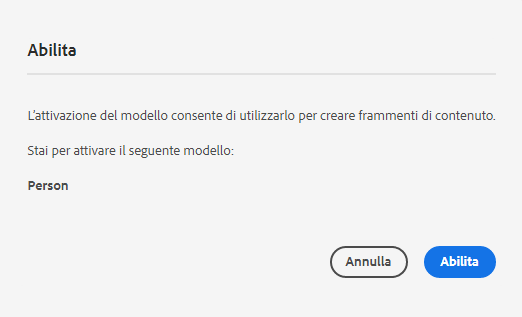 Abilita
L'attivazione del modello consente di utilizzarlo per creare frammenti di contenuto.
Stai per attivare il seguente modello:
Person
Annulla
Abilita